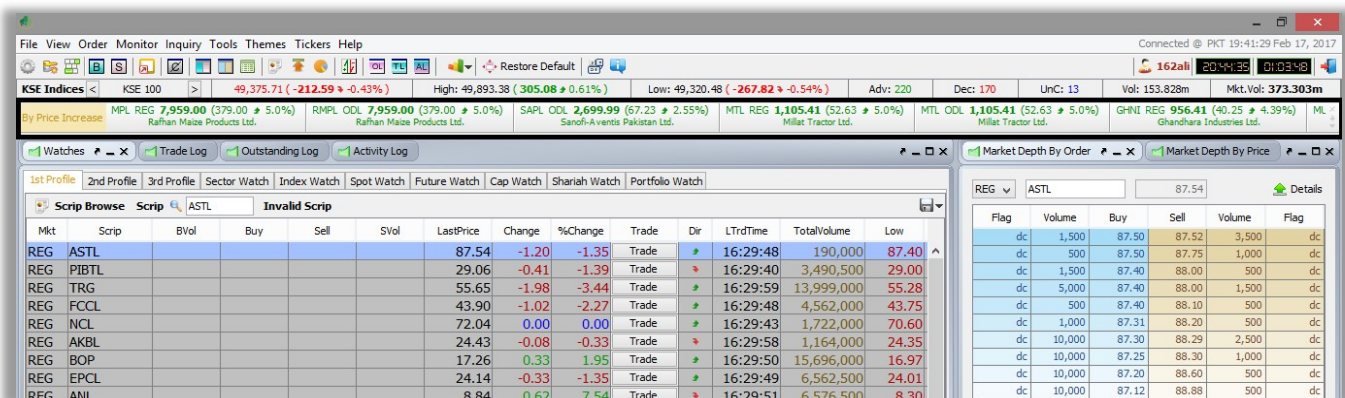 File View Order Monitor Inquiry Tools Themes Tickers Help Connected @ PKT 19:41:29 Feb 17, 2017
B S OL TL AL Restore Default 162ali 20:44:35 01:03:48
KSE Indices < KSE 100 > 49,375.71 ( -212.59 -0.43% ) High: 49,893.38 ( 305.08 0.61% ) Low: 49,320.48 ( -267.82 -0.54% ) Adv: 220 Dec: 170 UnC: 13 Vol: 153.828m Mkt.Vol: 373.303m
By Price Increase MPL REG 7,959.00 (379.00 5.0%) RMPL ODL 7,959.00 (379.00 5.0%) SAPL ODL 2,699.99 (67.23 2.55%) MTL REG 1,105.41 (52.63 5.0%) MTL ODL 1,105.41 (52.63 5.0%) GHNI REG 956.41 (40.25 4.39%)
Rafhan Maize Products Ltd. Rafhan Maize Products Ltd. Sanofi-Aventis Pakistan Ltd. Millat Tractor Ltd. Millat Tractor Ltd. Ghandhara Industries Ltd.
Watches Trade Log Outstanding Log Activity Log Market Depth By Order Market Depth By Price
1st Profile 2nd Profile 3rd Profile Sector Watch Index Watch Spot Watch Future Watch Cap Watch Shariah Watch Portfolio Watch
REG ASTL 87.54 Details
Scrip Browse Scrip ASTL Invalid Scrip
Mkt Scrip BVol Buy Sell SVol LastPrice Change %Change Trade Dir LTrdTime TotalVolume Low
Flag Volume Buy Sell Volume Flag
REG ASTL 87.54 -1.20 -1.35 Trade 16:29:48 190,000 87.40
REG PIBTL 29.06 -0.41 -1.39 Trade 16:29:40 3,490,500 29.00
REG TRG 55.65 -1.98 -3.44 Trade 16:29:59 13,999,000 55.28
REG FCCL 43.90 -1.02 -2.27 Trade 16:29:48 4,562,000 43.75
REG NCL 72.04 0.00 0.00 Trade 16:29:43 1,722,000 70.60
REG AKBL 24.43 -0.08 -0.33 Trade 16:29:58 1,164,000 24.35
REG BOP 17.26 0.33 1.95 Trade 16:29:50 15,696,000 16.97
REG EPCL 24.14 -0.33 -1.35 Trade 16:29:49 6,562,500 24.01
REG ANL 8.84 0.62 7.54 Trade 16:29:51 6,576,500 8.30
dc 1,500 87.50 87.52 3,500 dc
dc 500 87.50 87.75 1,000 dc
dc 1,500 87.40 88.00 500 dc
dc 5,000 87.40 88.00 1,500 dc
dc 500 87.40 88.10 500 dc
dc 1,000 87.31 88.20 500 dc
dc 10,000 87.30 88.29 2,500 dc
dc 10,000 87.25 88.30 1,000 dc
dc 10,000 87.20 88.60 500 dc
dc 10,000 87.12 88.88 500 dc